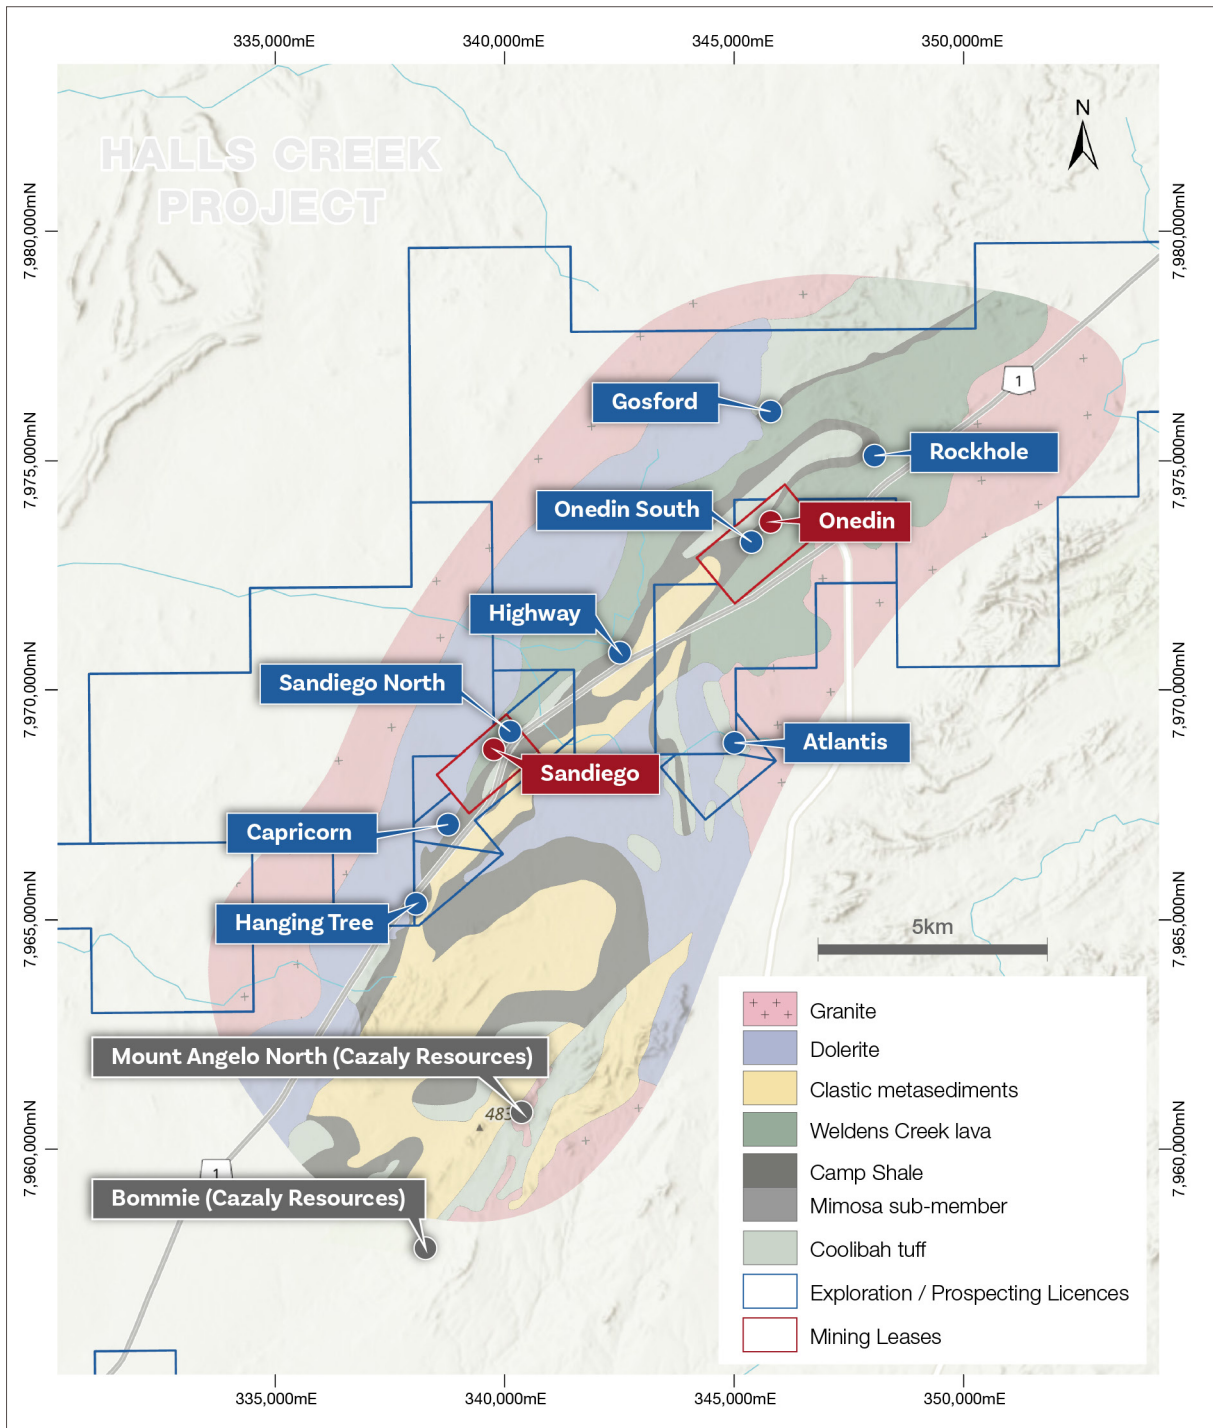 335,000mE
340,000mE
345,000mE
350,000mE
HALLS CREEK
PROJECT
N
7,980,000mN
7,980,000mN
1
Gosford
Rockhole
7,975,000mN
7,975,000mN
Onedin South
Onedin
Highway
Sandiego North
7,970,000mN
7,970,000mN
Atlantis
Sandiego
Capricorn
Hanging Tree
7,965,000mN
7,965,000mN
5km
Granite
Dolerite
Mount Angelo North (Cazaly Resources)
Clastic metasediments
483
Weldens Creek lava
7,960,000mN
7,960,000mN
1
Camp Shale
Bommie (Cazaly Resources)
Mimosa sub-member
Coolibah tuff
Exploration / Prospecting Licences
Mining Leases
335,000mE
340,000mE
345,000mE
350,000mE